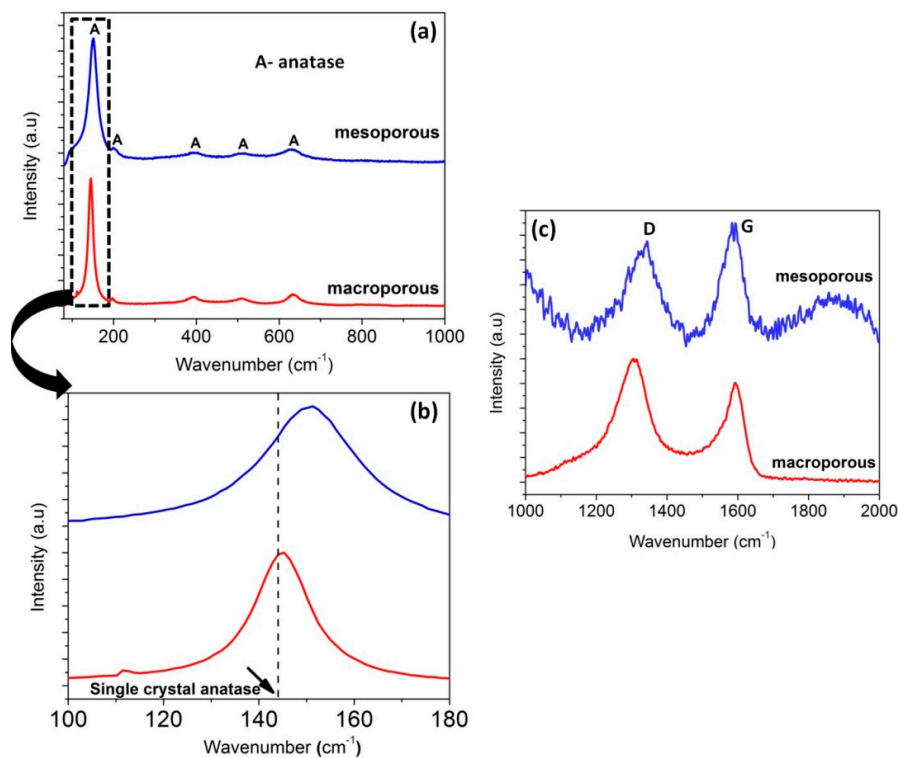 (a)
A
A- anatase
mesoporous
A
A
A
A
macroporous
Intensity (a.u)
200
400
600
800
1000
Wavenumber (cm⁻¹)
(b)
Intensity (a.u)
Single crystal anatase
100
120
140
160
180
Wavenumber (cm⁻¹)
(c)
D
G
mesoporous
macroporous
Intensity (a.u)
1000
1200
1400
1600
1800
2000
Wavenumber (cm⁻¹)